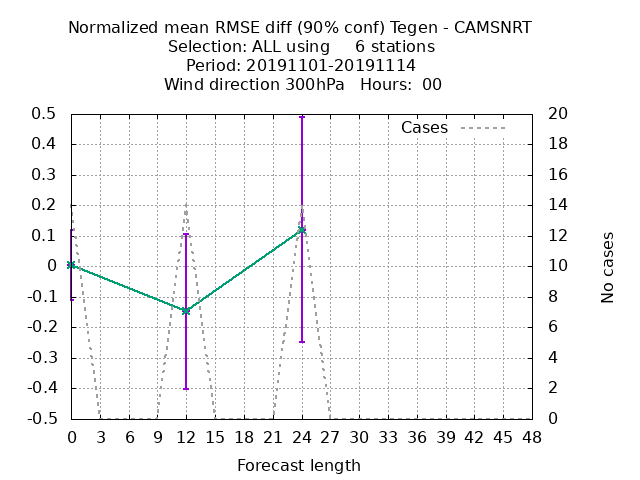 Normalized mean RMSE diff (90% conf) Tegen - CAMSNRT
Selection: ALL using     6 stations
Period: 20191101-20191114
Wind direction 300hPa   Hours:  00
Cases
0.5
0.4
0.3
0.2
0.1
0
-0.1
-0.2
-0.3
-0.4
-0.5
20
18
16
14
12
10
8
6
4
2
0
No cases
0 3 6 9 12 15 18 21 24 27 30 33 36 39 42 45 48
Forecast length